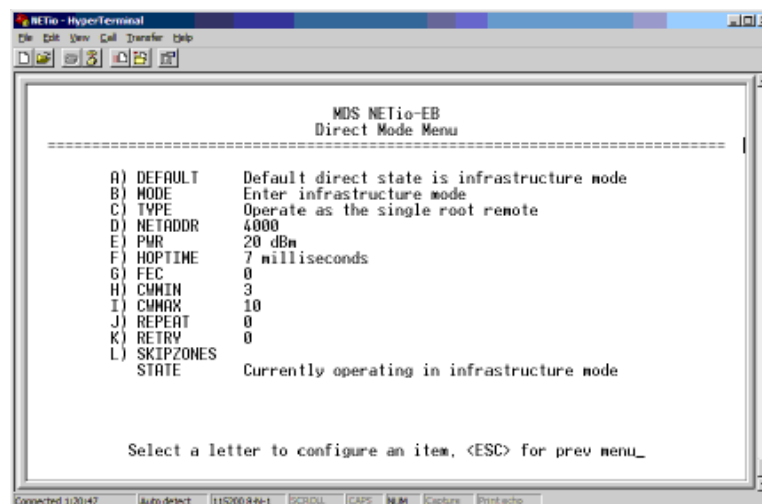 NETio - HyperTerminal
File Edit View Call Transfer Help
MDS NETio-EB
Direct Mode Menu
A) DEFAULT Default direct state is infrastructure mode
B) MODE Enter infrastructure mode
C) TYPE Operate as the single root remote
D) NETADDR 4000
E) PWR 20 dBm
F) HOPTIME 7 milliseconds
G) FEC 0
H) CWMIN 3
I) CWMAX 10
J) REPEAT 0
K) RETRY 0
L) SKIPZONES
STATE Currently operating in infrastructure mode
Select a letter to configure an item, <ESC> for prev menu_
Connected 1:20:47 Auto detect 115200 8-N-1 SCROLL CAPS NUM Capture Print echo